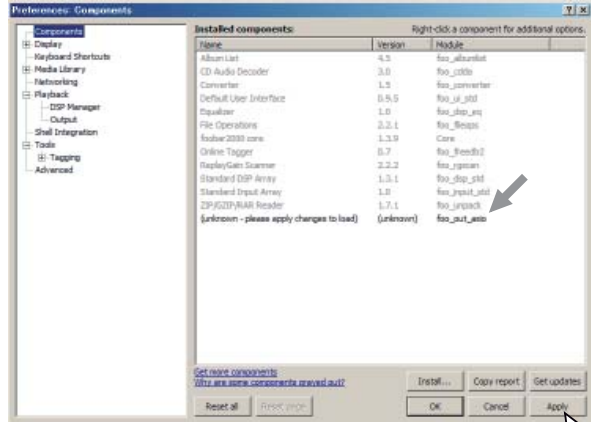 Preferences: Components
Components
Display
Keyboard Shortcuts
Media Library
Networking
Playback
DSP Manager
Output
Shell Integration
Tools
Tagging
Advanced
Installed components: Right-click a component for additional options.
Name Version Module
Album List 4.5 foo_albumlist
CD Audio Decoder 3.0 foo_cdda
Converter 1.5 foo_converter
Default User Interface 0.9.5 foo_ui_std
Equalizer 1.0 foo_dsp_eq
File Operations 2.2.1 foo_fileops
foobar2000 core 1.3.9 Core
Online Tagger 0.7 foo_freedb2
ReplayGain Scanner 2.2.2 foo_rgscan
Standard DSP Array 1.3.1 foo_dsp_std
Standard Input Array 1.0 foo_input_std
ZIP/GZIP/RAR Reader 1.7.1 foo_unpack
(unknown - please apply changes to load) (unknown) foo_out_asio
Get more components
Why are some components grayed out?
Install... Copy report Get updates
Reset all Reset page OK Cancel Apply